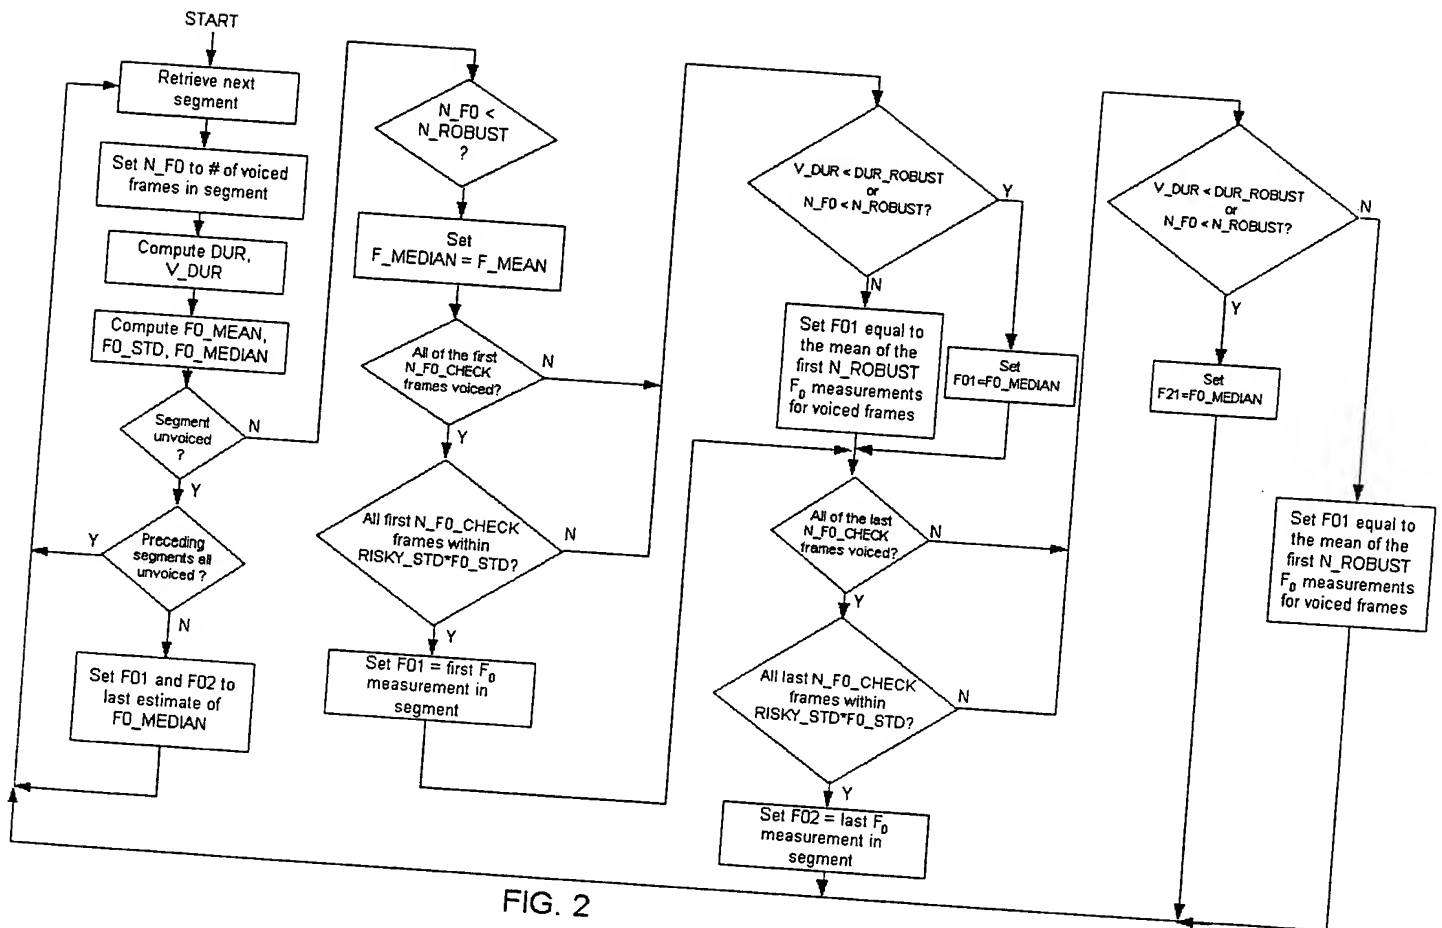 START
Retrieve next
segment
Set N_F0 to # of voiced
frames in segment
Compute DUR,
V_DUR
Compute F0_MEAN,
F0_STD, F0_MEDIAN
Segment
unvoiced
?
N
Y
Preceding
segments all
unvoiced ?
Y
N
Set F01 and F02 to
last estimate of
F0_MEDIAN
N_F0 <
N_ROBUST
?
Set
F_MEDIAN = F_MEAN
All of the first
N_F0_CHECK
frames voiced?
N
Y
All first N_F0_CHECK
frames within
RISKY_STD*F0_STD?
N
Y
Set F01 = first F₀
measurement in
segment
V_DUR < DUR_ROBUST
or
N_F0 < N_ROBUST?
Y
N
Set F01 equal to
the mean of the
first N_ROBUST
F₀ measurements
for voiced frames
Set
F01=F0_MEDIAN
All of the last
N_F0_CHECK
frames voiced?
N
Y
All last N_F0_CHECK
frames within
RISKY_STD*F0_STD?
N
Y
Set F02 = last F₀
measurement in
segment
V_DUR < DUR_ROBUST
or
N_F0 < N_ROBUST?
N
Y
Set
F21=F0_MEDIAN
Set F01 equal to
the mean of the
first N_ROBUST
F₀ measurements
for voiced frames
FIG. 2